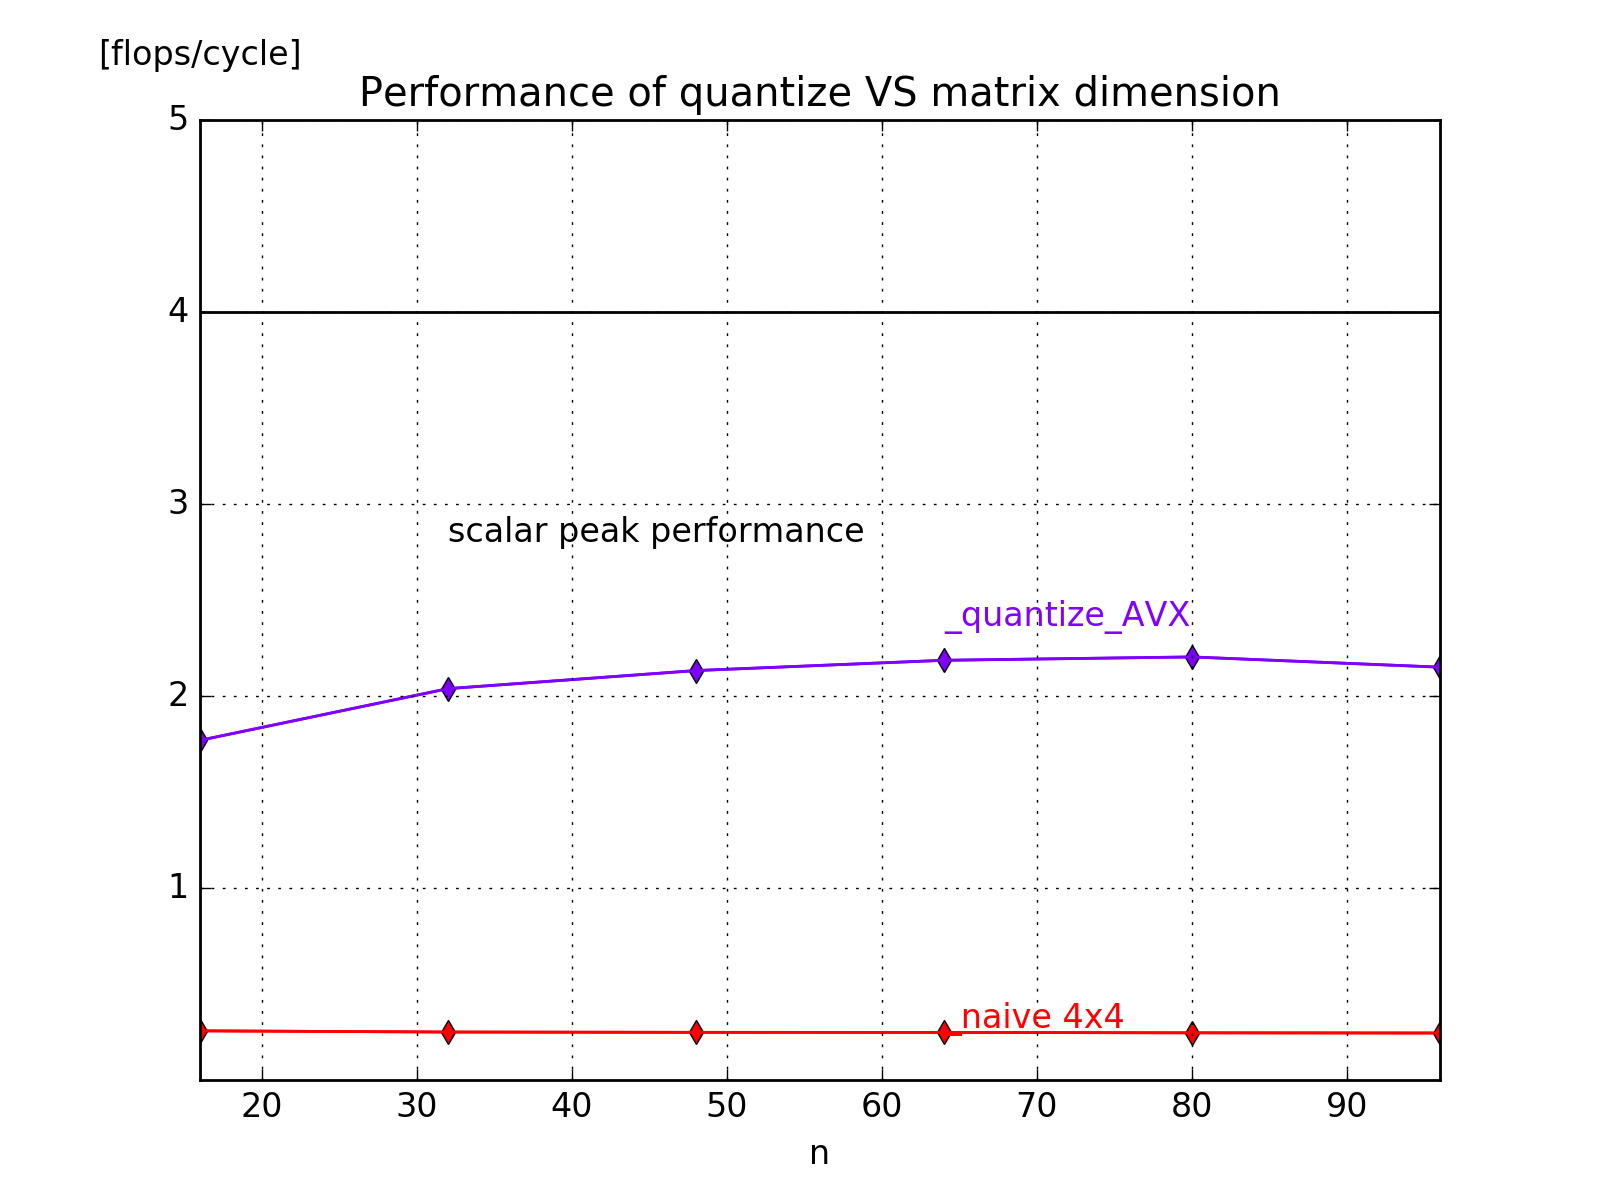 [flops/cycle]
Performance of quantize VS matrix dimension
5
4
3
scalar peak performance
_quantize_AVX
2
1
_naive 4x4
20 30 40 50 60 70 80 90
n